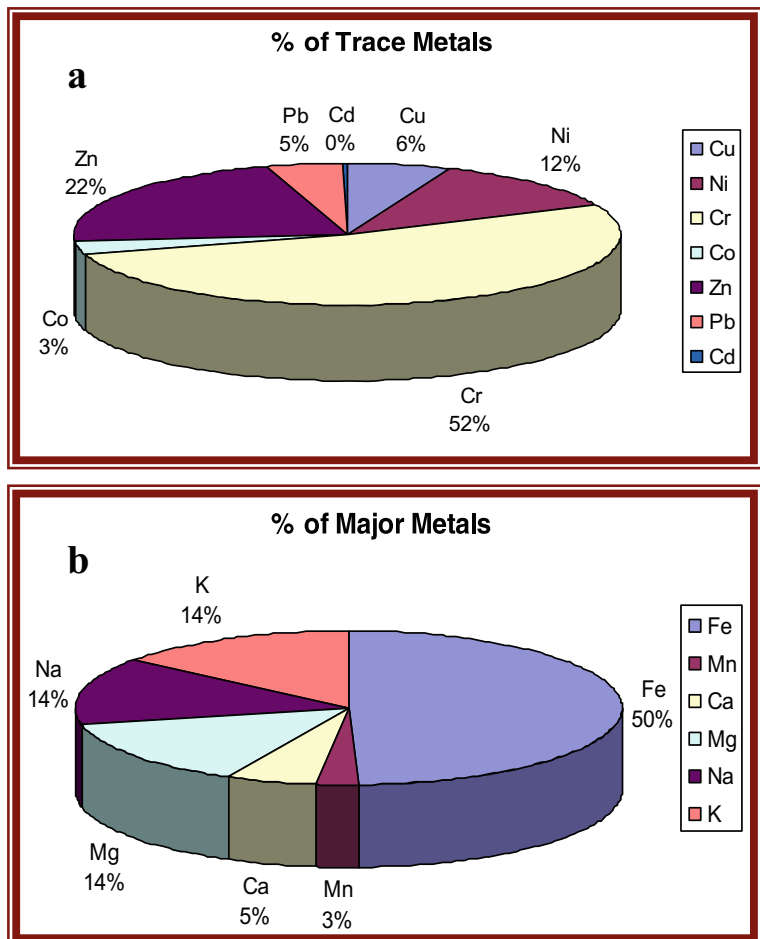 % of Trace Metals
a
Pb
5%
Cd
0%
Cu
6%
Ni
12%
Zn
22%
Co
3%
Cr
52%
Cu
Ni
Cr
Co
Zn
Pb
Cd
% of Major Metals
b
K
14%
Na
14%
Fe
50%
Mg
14%
Ca
5%
Mn
3%
Fe
Mn
Ca
Mg
Na
K